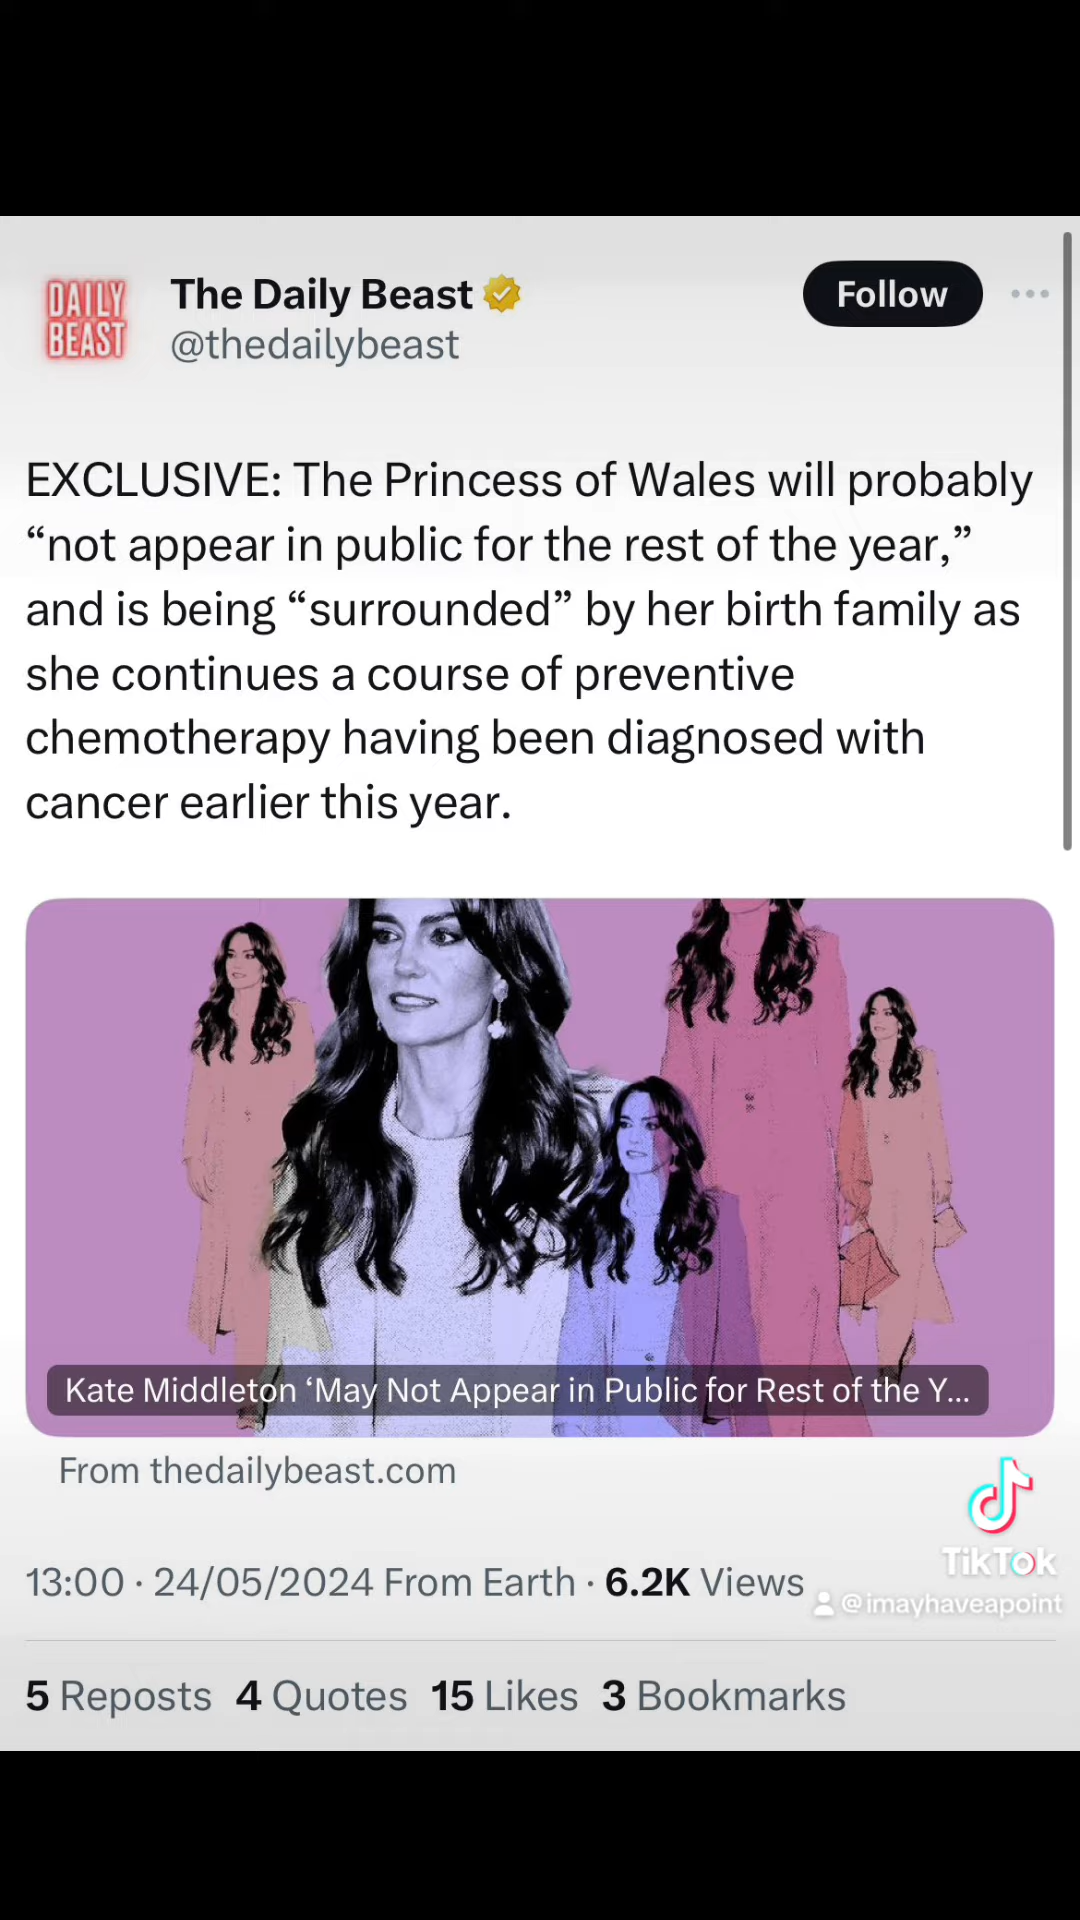 DAILY
BEAST
The Daily Beast
@thedailybeast
Follow
EXCLUSIVE: The Princess of Wales will probably
“not appear in public for the rest of the year,”
and is being “surrounded” by her birth family as
she continues a course of preventive
chemotherapy having been diagnosed with
cancer earlier this year.
Kate Middleton ‘May Not Appear in Public for Rest of the Y...
From thedailybeast.com
TikTok
@imayhaveapoint
13:00 · 24/05/2024 From Earth · 6.2K Views
5 Reposts 4 Quotes 15 Likes 3 Bookmarks